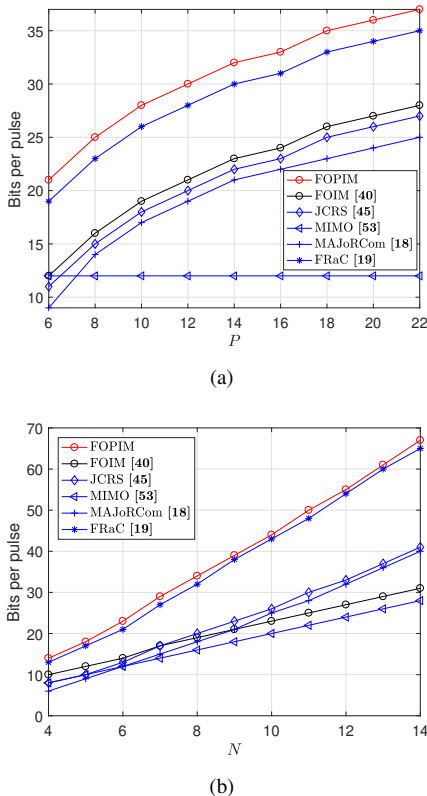 35
30
25
20
15
10
Bits per pulse
FOPIM
FOIM [40]
JCRS [45]
MIMO [53]
MAJoRCom [18]
FRaC [19]
6 8 10 12 14 16 18 20 22
P
(a)
70
60
50
40
30
20
10
0
Bits per pulse
FOPIM
FOIM [40]
JCRS [45]
MIMO [53]
MAJoRCom [18]
FRaC [19]
4 6 8 10 12 14
N
(b)